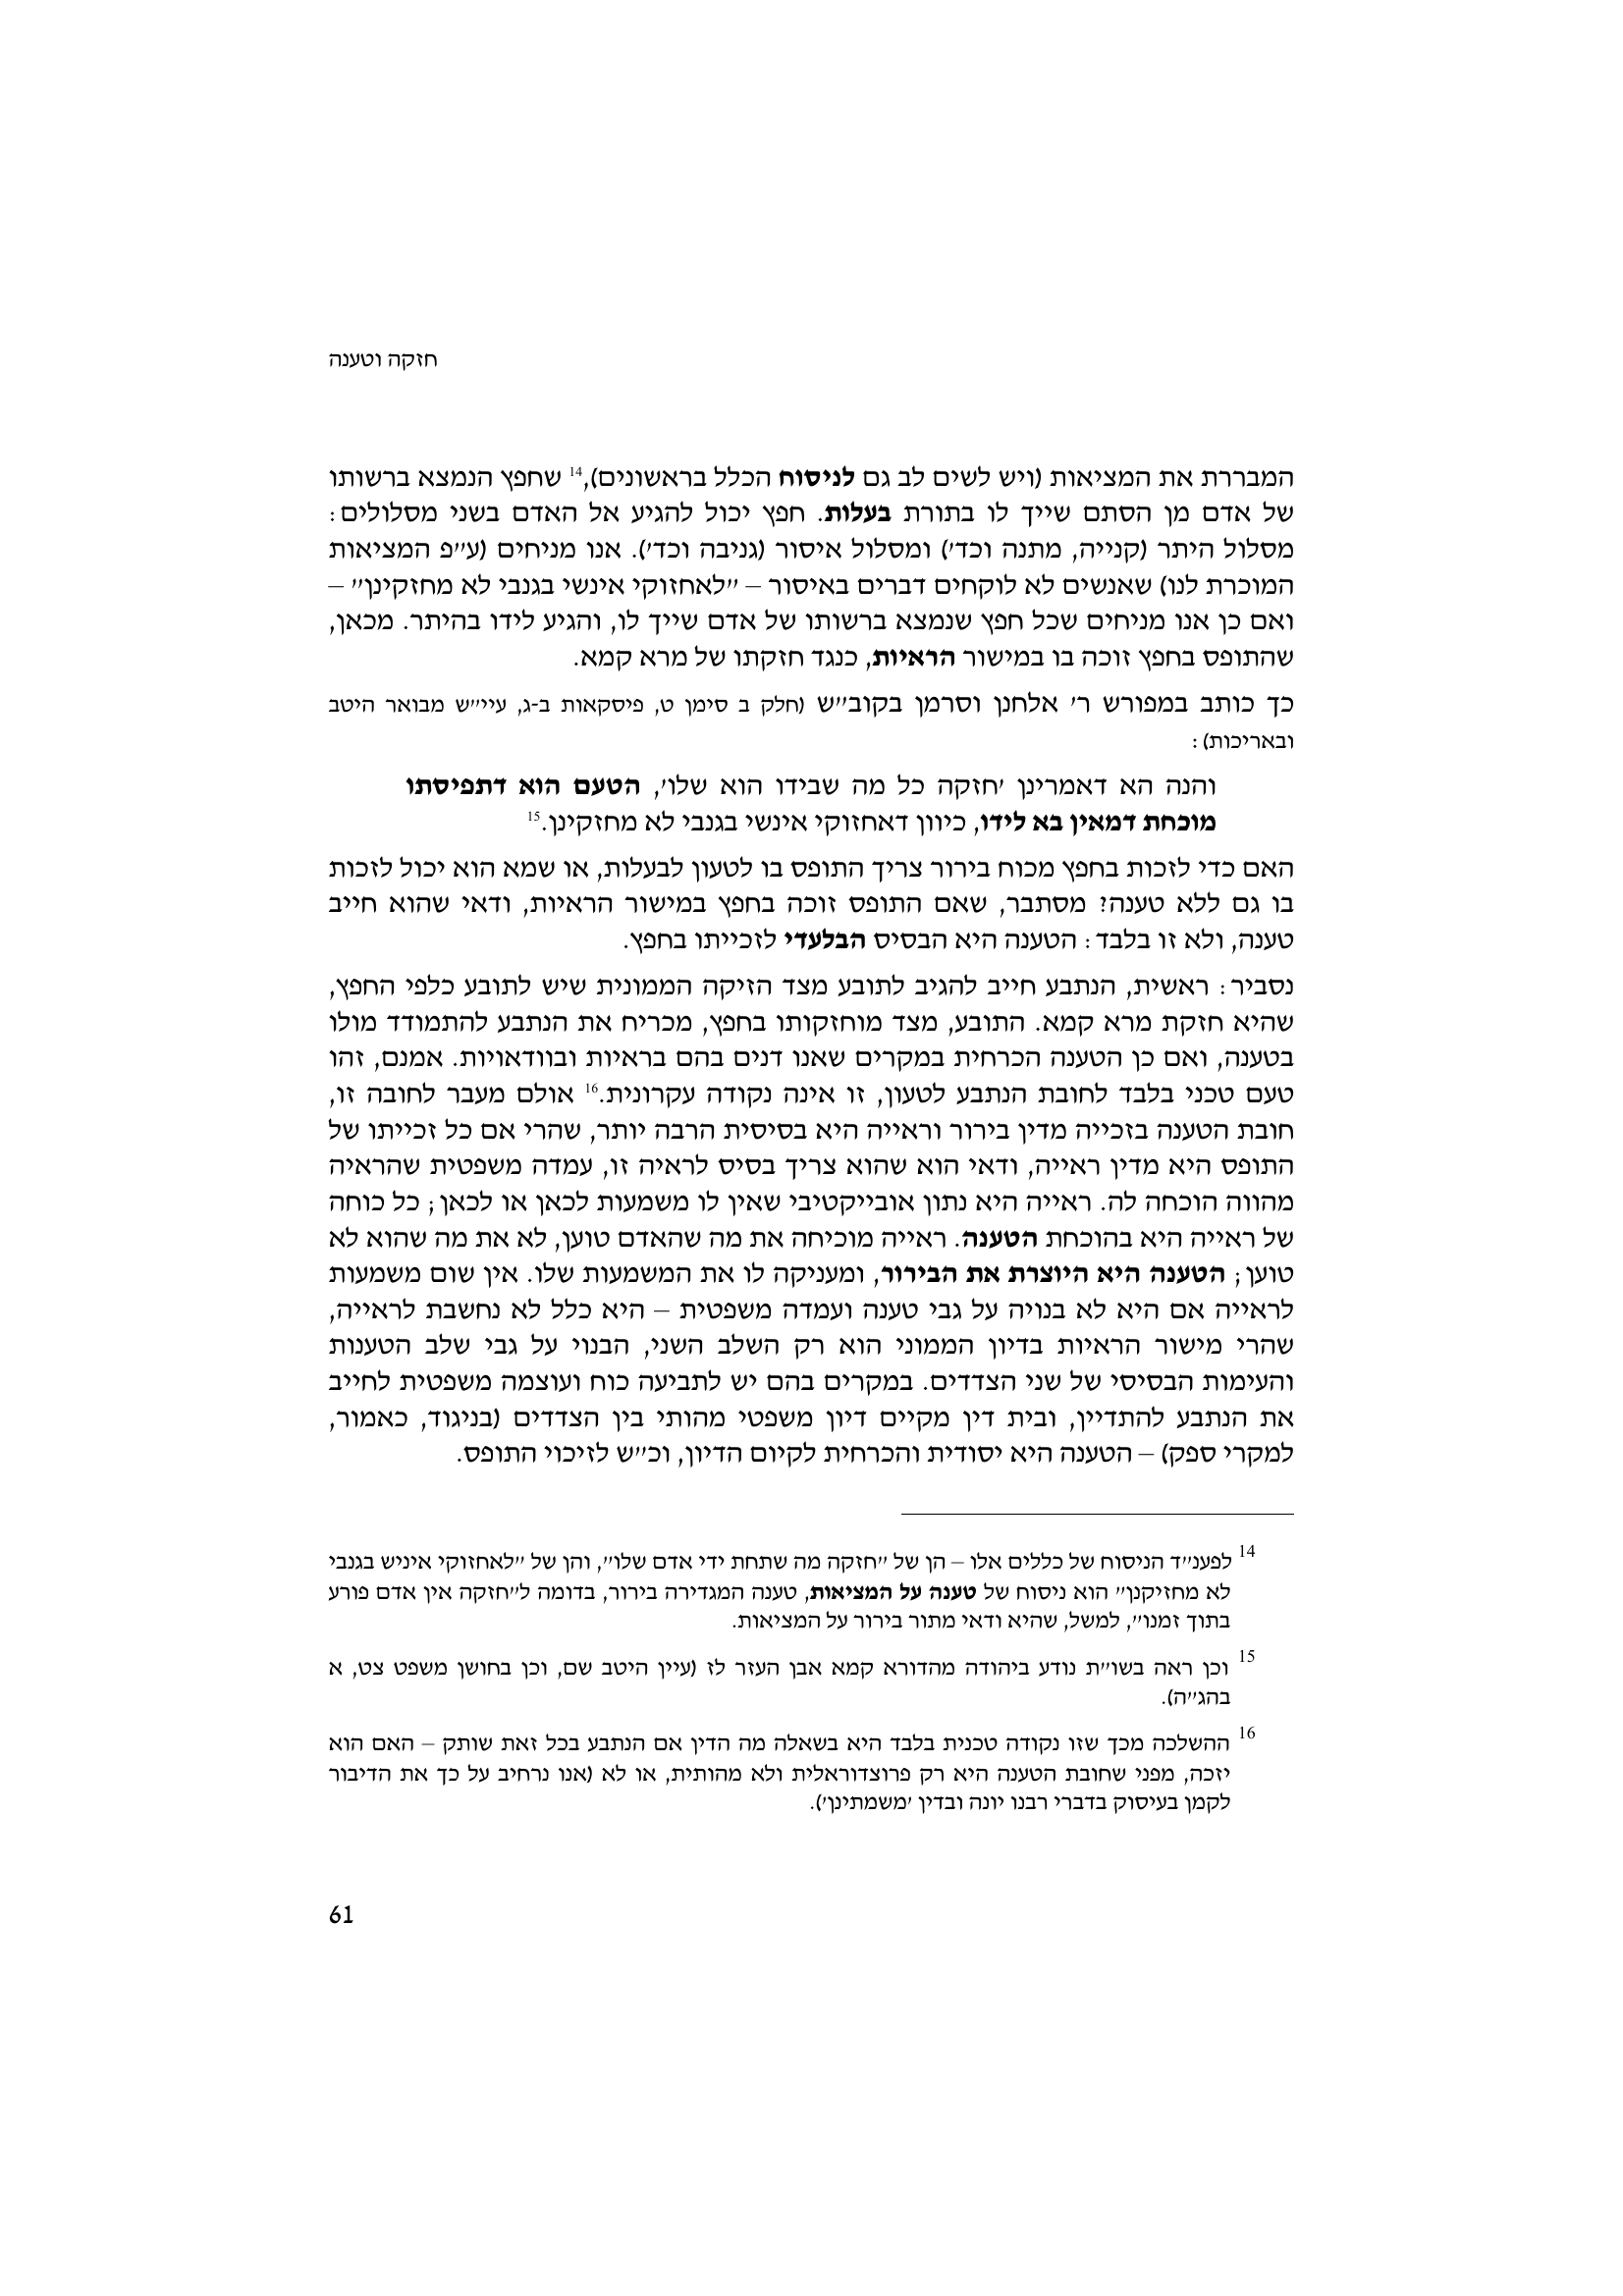 חזקה וטענה
המבררת את המציאות (ויש לשים לב גם לניסוח הכלל בראשונים),14 שחפץ הנמצא ברשותו
של אדם מן הסתם שייך לו בתורת בעלות. חפץ יכול להגיע אל האדם בשני מסלולים:
מסלול היתר (קנייה, מתנה וכד׳) ומסלול איסור (גניבה וכד׳). אנו מניחים (ע״פ המציאות
המוכרת לנו) שאנשים לא לוקחים דברים באיסור – ״לאחזוקי אינשי בגנבי לא מחזקינן״ –
ואם כן אנו מניחים שכל חפץ שנמצא ברשותו של אדם שייך לו, והגיע לידו בהיתר. מכאן,
שהתופס בחפץ זוכה בו במישור הראיות, כנגד חזקתו של מרא קמא.
כך כותב במפורש ר׳ אלחנן וסרמן בקוב״ש (חלק ב סימן ט, פיסקאות ב-ג, עיי״ש מבואר היטב
ובאריכות):
והנה הא דאמרינן ׳חזקה כל מה שבידו הוא שלו׳, הטעם הוא דתפיסתו
מוכחת דמאין בא לידו, כיוון דאחזוקי אינשי בגנבי לא מחזקינן.15
האם כדי לזכות בחפץ מכוח בירור צריך התופס בו לטעון לבעלות, או שמא הוא יכול לזכות
בו גם ללא טענה? מסתבר, שאם התופס זוכה בחפץ במישור הראיות, ודאי שהוא חייב
טענה, ולא זו בלבד: הטענה היא הבסיס הבלעדי לזכייתו בחפץ.
נסביר: ראשית, הנתבע חייב להגיב לתובע מצד הזיקה הממונית שיש לתובע כלפי החפץ,
שהיא חזקת מרא קמא. התובע, מצד מוחזקותו בחפץ, מכריח את הנתבע להתמודד מולו
בטענה, ואם כן הטענה הכרחית במקרים שאנו דנים בהם בראיות ובוודאויות. אמנם, זהו
טעם טכני בלבד לחובת הנתבע לטעון, זו אינה נקודה עקרונית.16 אולם מעבר לחובה זו,
חובת הטענה בזכייה מדין בירור וראייה היא בסיסית הרבה יותר, שהרי אם כל זכייתו של
התופס היא מדין ראייה, ודאי הוא שהוא צריך בסיס לראיה זו, עמדה משפטית שהראיה
מהווה הוכחה לה. ראייה היא נתון אובייקטיבי שאין לו משמעות לכאן או לכאן; כל כוחה
של ראייה היא בהוכחת הטענה. ראייה מוכיחה את מה שהאדם טוען, לא את מה שהוא לא
טוען; הטענה היא היוצרת את הבירור, ומעניקה לו את המשמעות שלו. אין שום משמעות
לראייה אם היא לא בנויה על גבי טענה ועמדה משפטית – היא כלל לא נחשבת לראייה,
שהרי מישור הראיות בדיון הממוני הוא רק השלב השני, הבנוי על גבי שלב הטענות
והעימות הבסיסי של שני הצדדים. במקרים בהם יש לתביעה כוח ועוצמה משפטית לחייב
את הנתבע להתדיין, ובית דין מקיים דיון משפטי מהותי בין הצדדים (בניגוד, כאמור,
למקרי ספק) – הטענה היא יסודית והכרחית לקיום הדיון, וכ״ש לזיכוי התופס.
14 לפענ״ד הניסוח של כללים אלו – הן של ״חזקה מה שתחת ידי אדם שלו״, והן של ״לאחזוקי איניש בגנבי
לא מחזיקנן״ הוא ניסוח של טענה על המציאות, טענה המגדירה בירור, בדומה ל״חזקה אין אדם פורע
בתוך זמנו״, למשל, שהיא ודאי מתור בירור על המציאות.
15 וכן ראה בשו״ת נודע ביהודה מהדורא קמא אבן העזר לז (עיין היטב שם, וכן בחושן משפט צט, א
בהג״ה).
16 ההשלכה מכך שזו נקודה טכנית בלבד היא בשאלה מה הדין אם הנתבע בכל זאת שותק – האם הוא
יזכה, מפני שחובת הטענה היא רק פרוצדוראלית ולא מהותית, או לא (אנו נרחיב על כך את הדיבור
לקמן בעיסוק בדברי רבנו יונה ובדין ׳משמתינן׳).
61